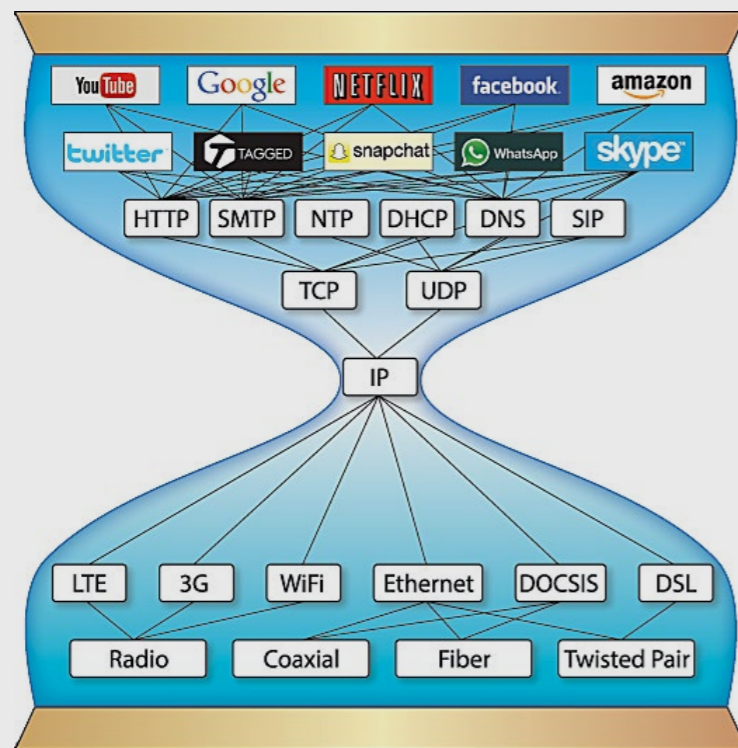 YouTube Google NETFLIX facebook. amazon
twitter TAGGED snapchat WhatsApp skype™
HTTP SMTP NTP DHCP DNS SIP
TCP UDP
IP
LTE 3G WiFi Ethernet DOCSIS DSL
Radio Coaxial Fiber Twisted Pair